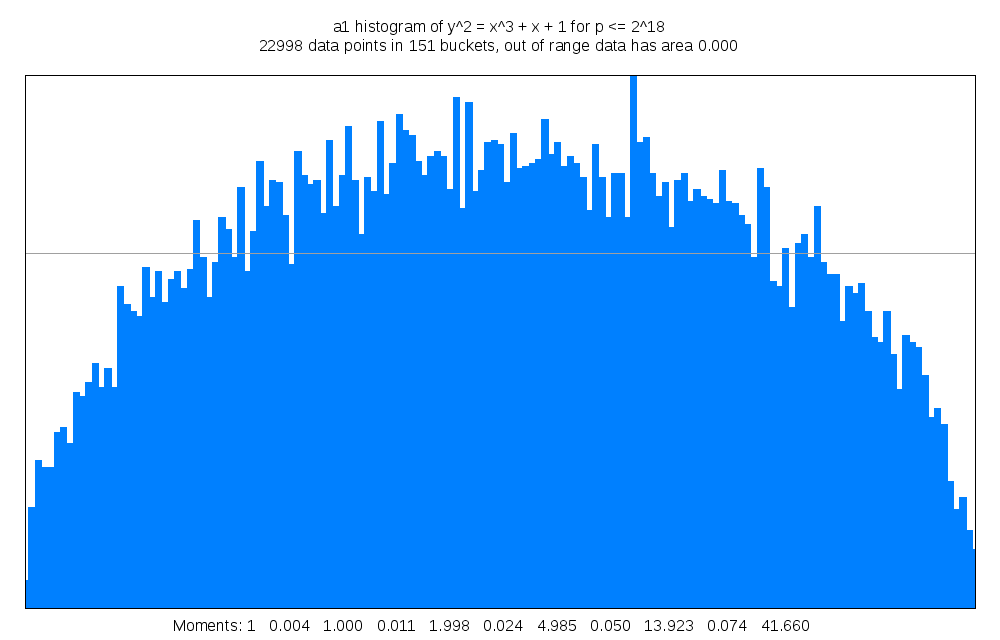 a1 histogram of y^2 = x^3 + x + 1 for p <= 2^18
22998 data points in 151 buckets, out of range data has area 0.000
Moments: 1 0.004 1.000 0.011 1.998 0.024 4.985 0.050 13.923 0.074 41.660